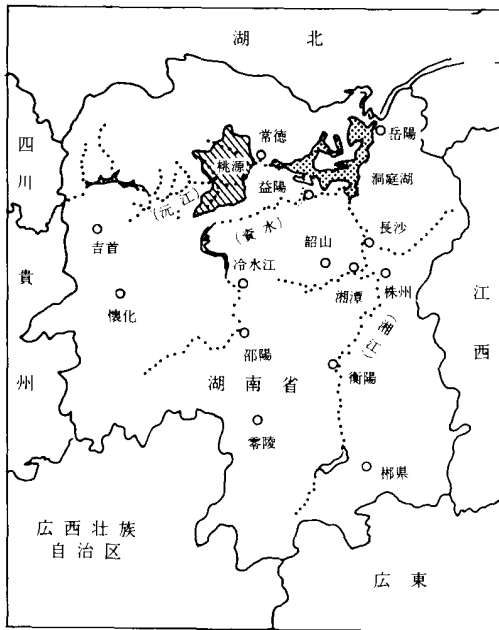 湖北
四川
貴州
江西
岳陽
常徳
桃源
洞庭湖
益陽
(沅江)
(資水)
長沙
吉首
韶山
冷水江
湘潭
株州
懐化
(湘江)
邵陽
湖南省
衡陽
零陵
郴県
広西壮族
自治区
広東